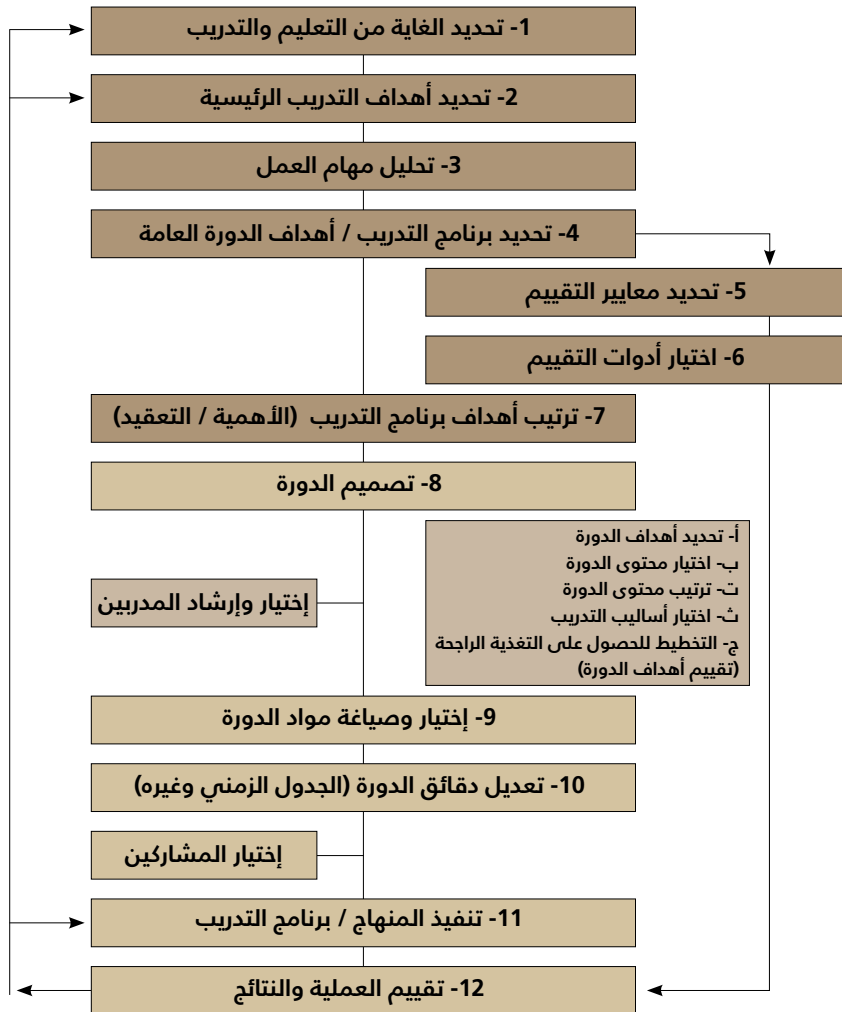 1- تحديد الغاية من التعليم والتدريب
2- تحديد أهداف التدريب الرئيسية
3- تحليل مهام العمل
4- تحديد برنامج التدريب / أهداف الدورة العامة
5- تحديد معايير التقييم
6- اختيار أدوات التقييم
7- ترتيب أهداف برنامج التدريب (الأهمية / التعقيد)
8- تصميم الدورة
أ- تحديد أهداف الدورة
ب- اختيار محتوى الدورة
ت- ترتيب محتوى الدورة
ث- اختيار أساليب التدريب
ج- التخطيط للحصول على التغذية الراجحة
(تقييم أهداف الدورة)
إختيار وإرشاد المدربين
9- إختيار وصياغة مواد الدورة
10- تعديل دقائق الدورة (الجدول الزمني وغيره)
إختيار المشاركين
11- تنفيذ المنهاج / برنامج التدريب
12- تقييم العملية والنتائج